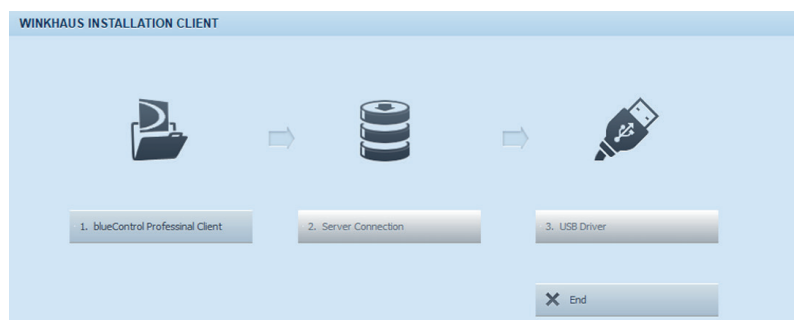 WINKHAUS INSTALLATION CLIENT
1. blueControl Professinal Client
2. Server Connection
3. USB Driver
End